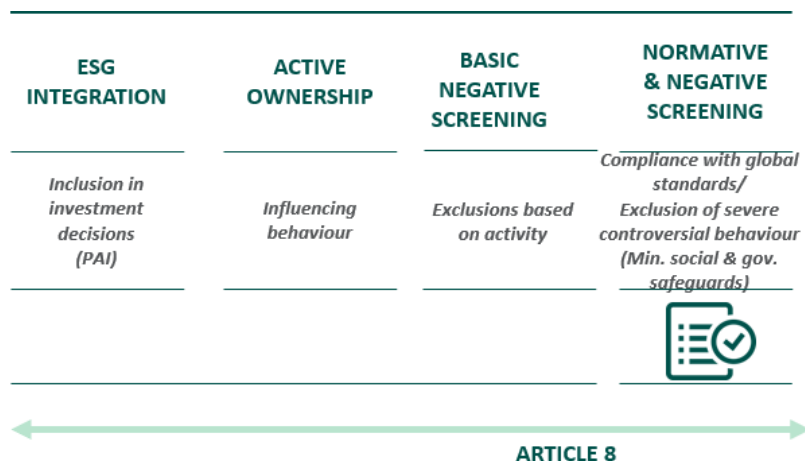 ESG
INTEGRATION
ACTIVE
OWNERSHIP
BASIC
NEGATIVE
SCREENING
NORMATIVE
& NEGATIVE
SCREENING
Inclusion in
investment
decisions
(PAI)
Influencing
behaviour
Exclusions based
on activity
Compliance with global
standards/
Exclusion of severe
controversial behaviour
(Min. social & gov.
safeguards)
ARTICLE 8